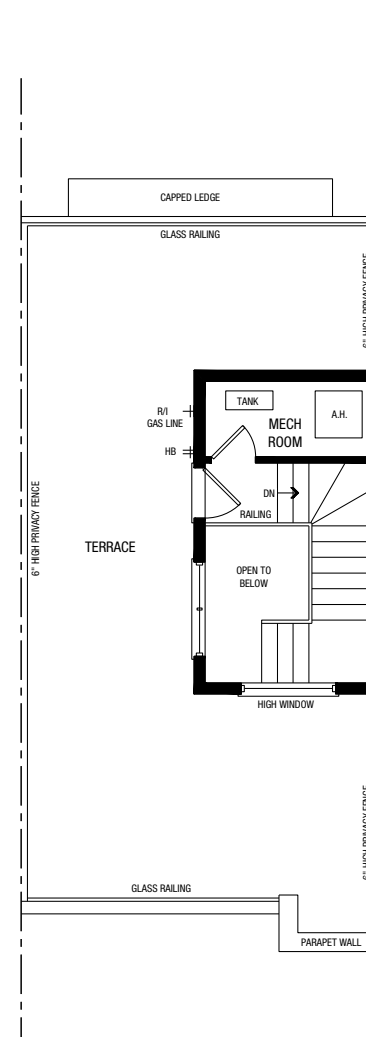 CAPPED LEDGE
GLASS RAILING
6" HIGH PRIVACY FENCE
TANK
A.H.
R/I
GAS LINE
MECH
ROOM
HB
DN
RAILING
6" HIGH PRIVACY FENCE
TERRACE
OPEN TO
BELOW
HIGH WINDOW
6" HIGH PRIVACY FENCE
GLASS RAILING
PARAPET WALL